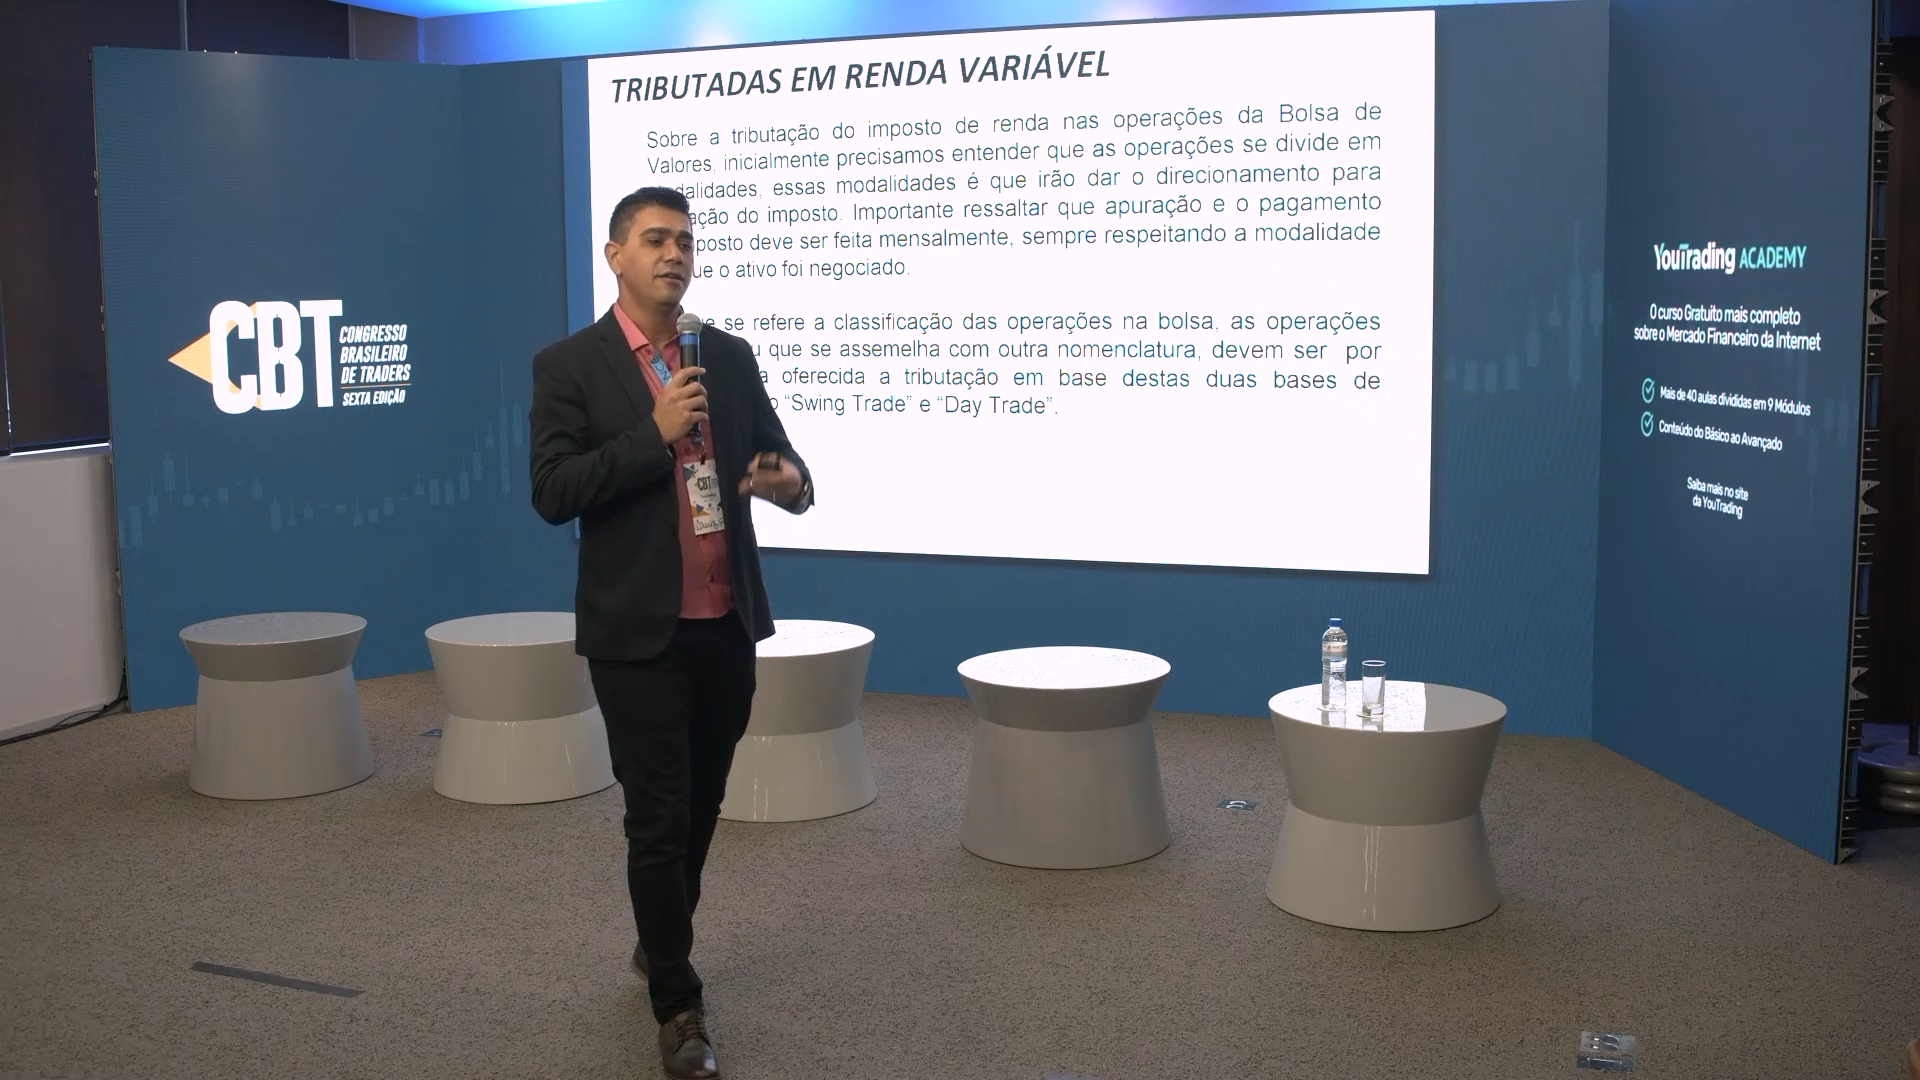 TRIBUTADAS EM RENDA VARIÁVEL
Sobre a tributação do imposto de renda nas operações da Bolsa de
Valores, inicialmente precisamos entender que as operações se divide em
dalidades, essas modalidades é que irão dar o direcionamento para
ação do imposto. Importante ressaltar que apuração e o pagamento
posto deve ser feita mensalmente, sempre respeitando a modalidade
ue o ativo foi negociado.
e se refere a classificação das operações na bolsa, as operações
u que se assemelha com outra nomenclatura, devem ser por
a oferecida a tributação em base destas duas bases de
o “Swing Trade” e “Day Trade”.
CBT
CONGRESSO
BRASILEIRO
DE TRADERS
SEXTA EDIÇÃO
CBT
YouTrading ACADEMY
O curso Gratuito mais completo
sobre o Mercado Financeiro da Internet
Mais de 40 aulas divididas em 9 Módulos
Conteúdo do Básico ao Avançado
Saiba mais no site
da YouTrading